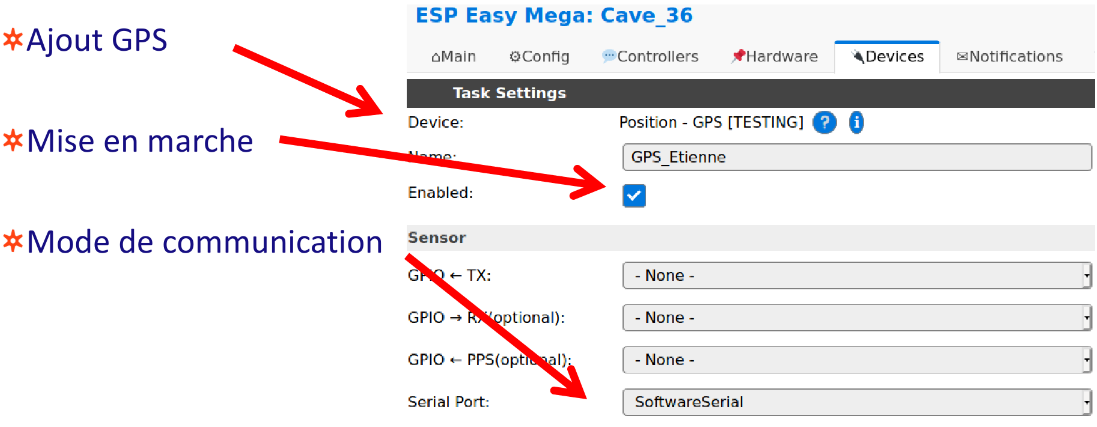 ESP Easy Mega: Cave_36
Ajout GPS
Mise en marche
Mode de communication
Main Config Controllers Hardware Devices Notifications
Task Settings
Device: Position - GPS [TESTING] ? i
Name: GPS_Etienne
Enabled:
Sensor
GPIO ← TX: - None -
GPIO → RX(optional): - None -
GPIO ← PPS(optional): - None -
Serial Port: SoftwareSerial